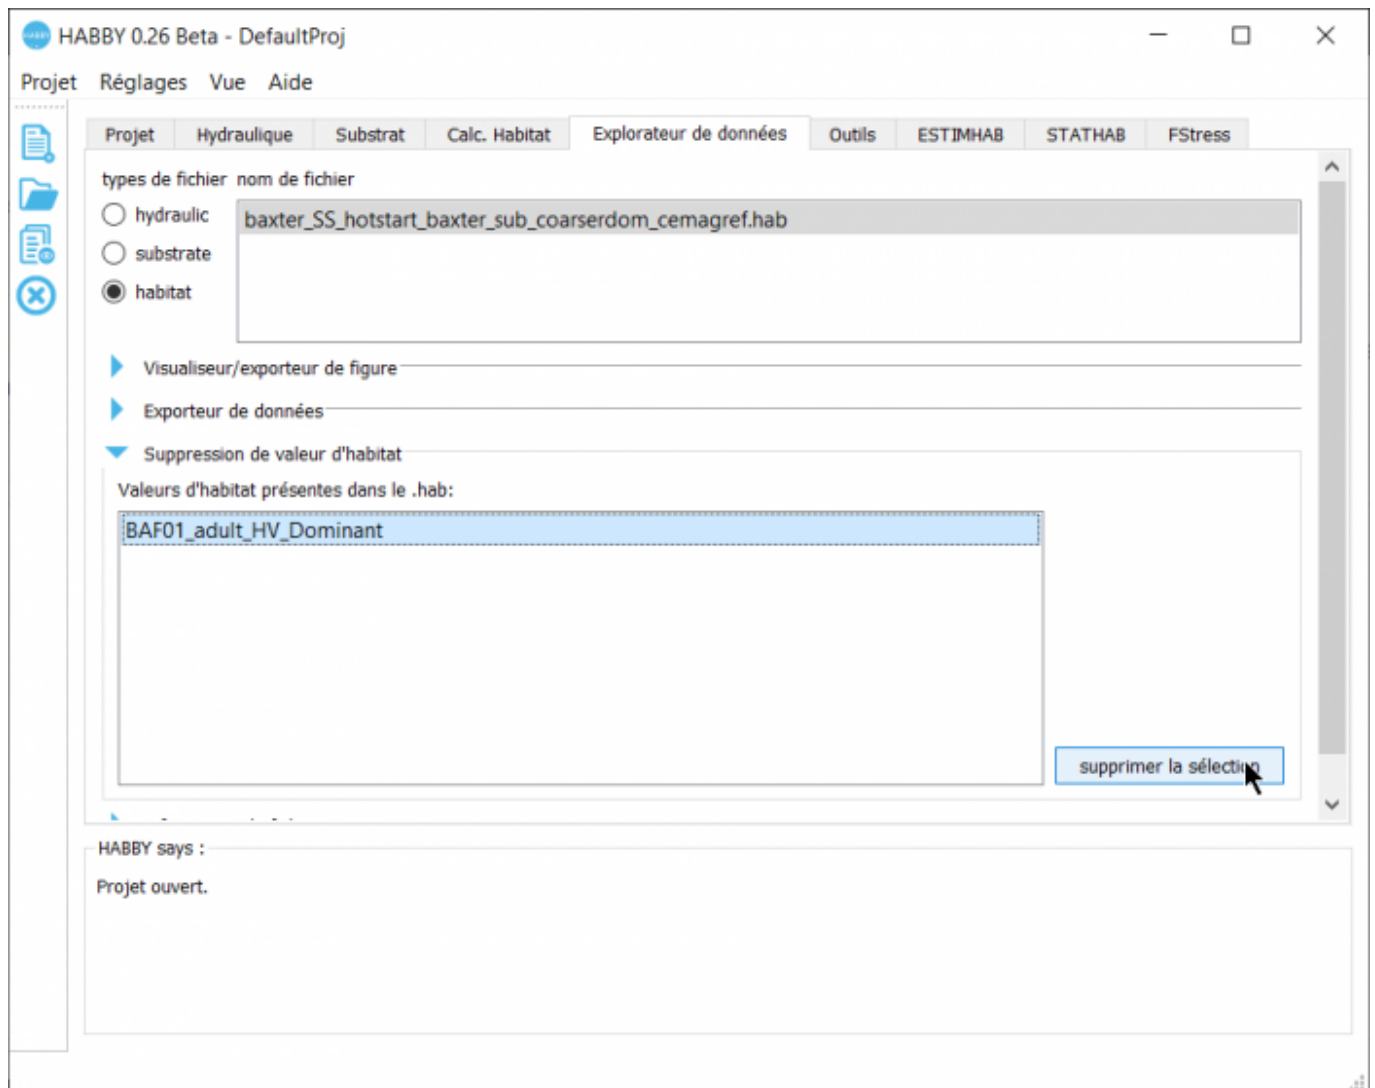 HABBY 0.26 Beta - DefaultProj
Projet Réglages Vue Aide
Projet Hydraulique Substrat Calc. Habitat Explorateur de données Outils ESTIMHAB STATHAB FStress
types de fichier nom de fichier
hydraulic
baxter_SS_hotstart_baxter_sub_coarserdom_cemagref.hab
substrate
habitat
Visualiseur/exporteur de figure
Exporteur de données
Suppression de valeur d'habitat
Valeurs d'habitat présentes dans le .hab:
BAF01_adult_HV_Dominant
supprimer la sélection
HABBY says :
Projet ouvert.